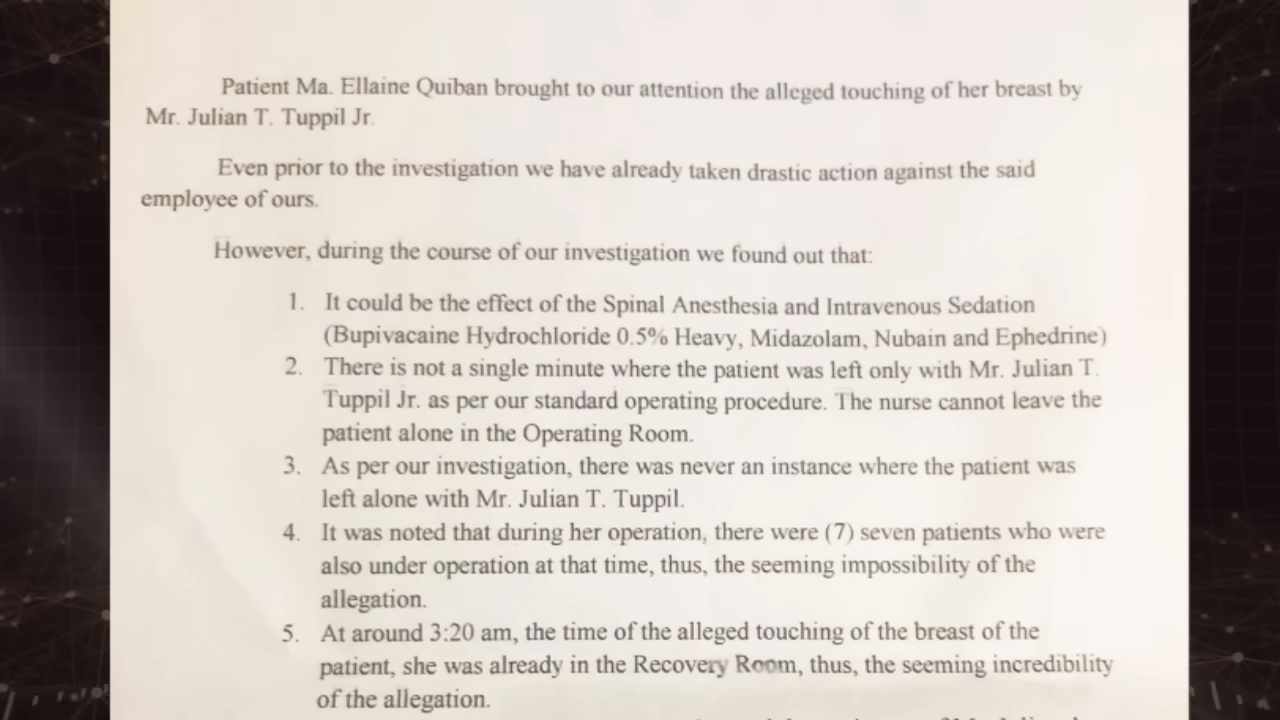 Patient Ma. Ellaine Quiban brought to our attention the alleged touching of her breast by
Mr. Julian T. Tuppil Jr.
Even prior to the investigation we have already taken drastic action against the said
employee of ours.
However, during the course of our investigation we found out that:
1. It could be the effect of the Spinal Anesthesia and Intravenous Sedation
(Bupivacaine Hydrochloride 0.5% Heavy, Midazolam, Nubain and Ephedrine)
2. There is not a single minute where the patient was left only with Mr. Julian T.
Tuppil Jr. as per our standard operating procedure. The nurse cannot leave the
patient alone in the Operating Room.
3. As per our investigation, there was never an instance where the patient was
left alone with Mr. Julian T. Tuppil.
4. It was noted that during her operation, there were (7) seven patients who were
also under operation at that time, thus, the seeming impossibility of the
allegation.
5. At around 3:20 am, the time of the alleged touching of the breast of the
patient, she was already in the Recovery Room, thus, the seeming incredibility
of the allegation.